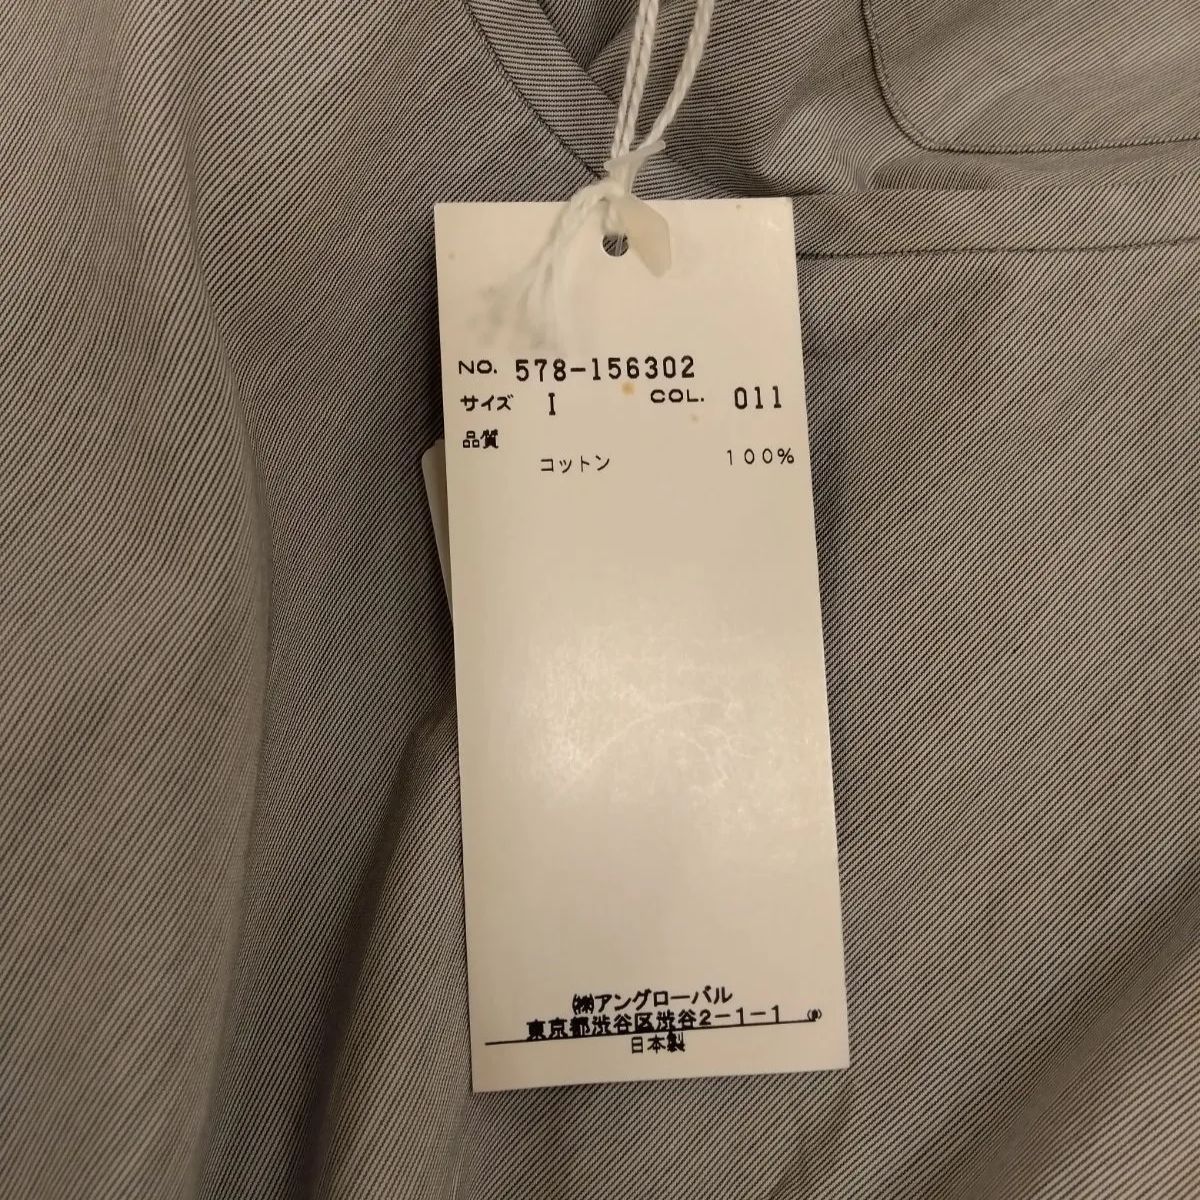 NO. 578-156302
サイズ I COL. 011
品質
コットン 100%
㈱アングローバル
東京都渋谷区渋谷2-1-1
日本製